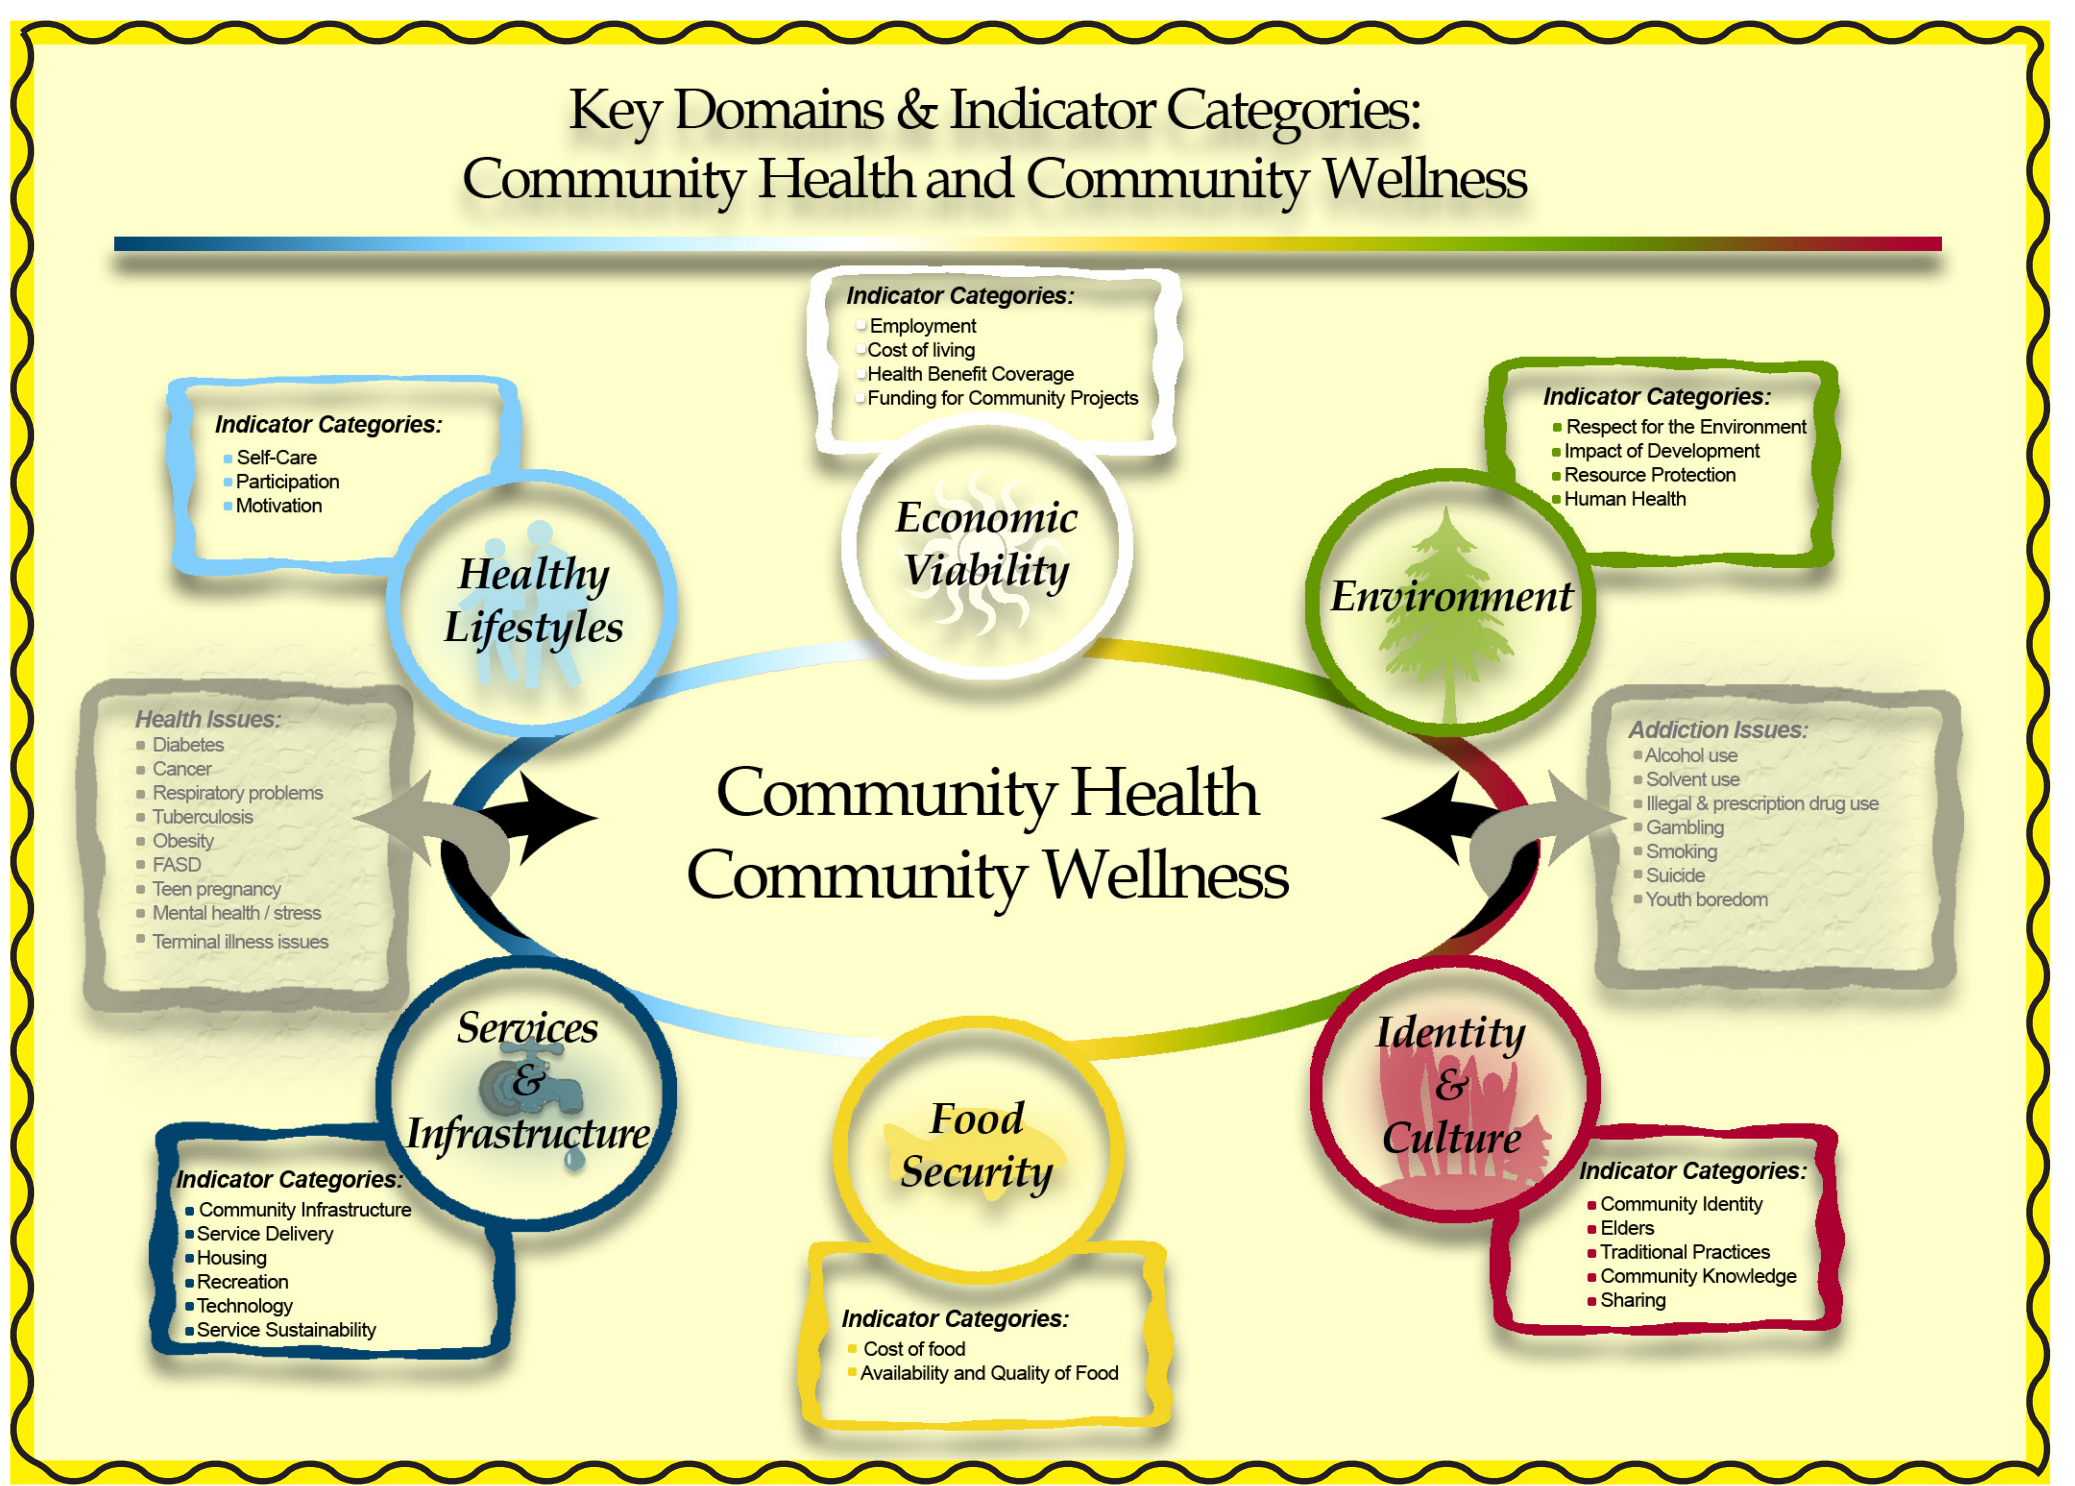 Key Domains & Indicator Categories:
Community Health and Community Wellness
Indicator Categories:
Employment
Cost of living
Health Benefit Coverage
Funding for Community Projects
Economic
Viability
Indicator Categories:
Self-Care
Participation
Motivation
Healthy
Lifestyles
Indicator Categories:
Respect for the Environment
Impact of Development
Resource Protection
Human Health
Environment
Health Issues:
Diabetes
Cancer
Respiratory problems
Tuberculosis
Obesity
FASD
Teen pregnancy
Mental health / stress
Terminal illness issues
Community Health
Community Wellness
Addiction Issues:
Alcohol use
Solvent use
Illegal & prescription drug use
Gambling
Smoking
Suicide
Youth boredom
Services
&
Infrastructure
Indicator Categories:
Community Infrastructure
Service Delivery
Housing
Recreation
Technology
Service Sustainability
Food
Security
Indicator Categories:
Cost of food
Availability and Quality of Food
Identity
&
Culture
Indicator Categories:
Community Identity
Elders
Traditional Practices
Community Knowledge
Sharing